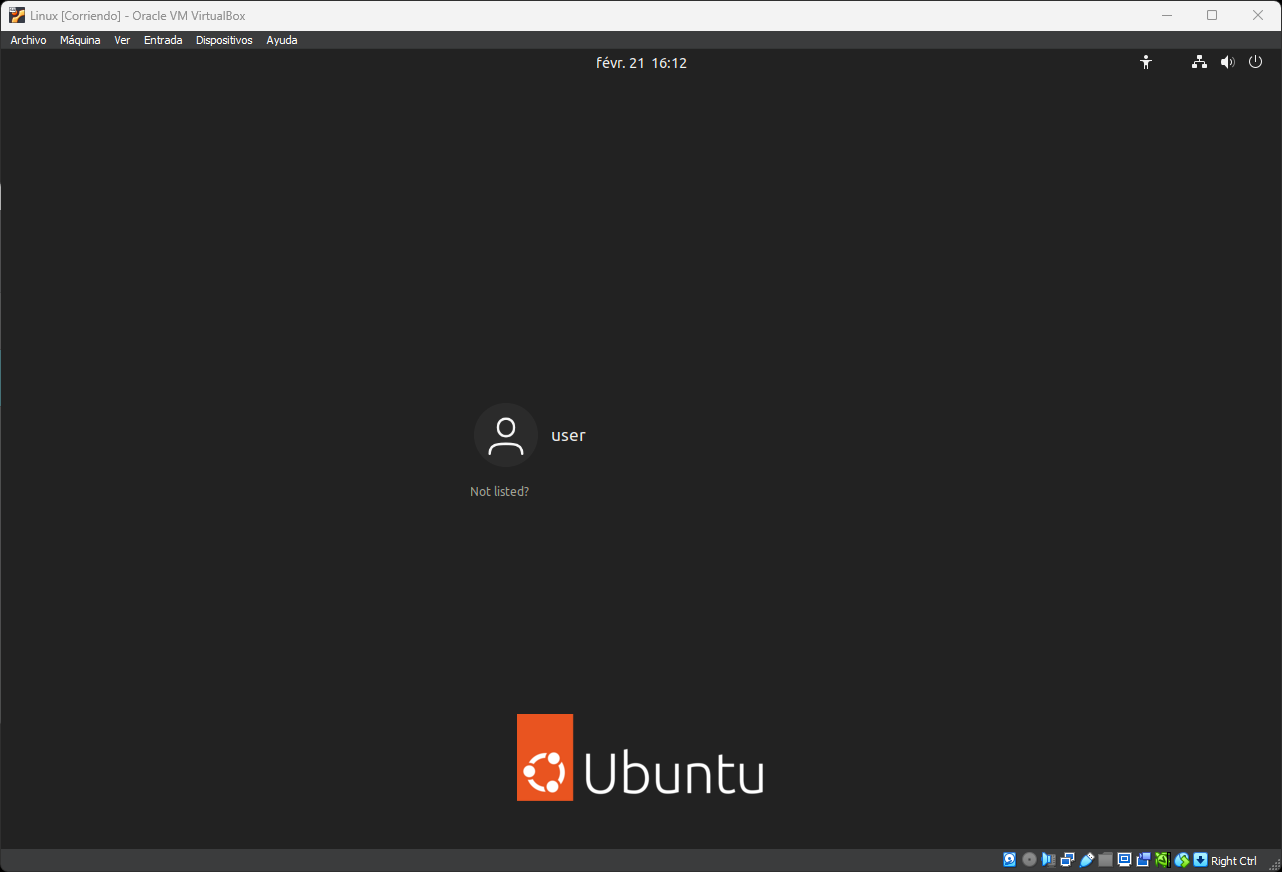 Linux [Corriendo] - Oracle VM VirtualBox
Archivo Máquina Ver Entrada Dispositivos Ayuda
févr. 21 16:12
user
Not listed?
Ubuntu
Right Ctrl